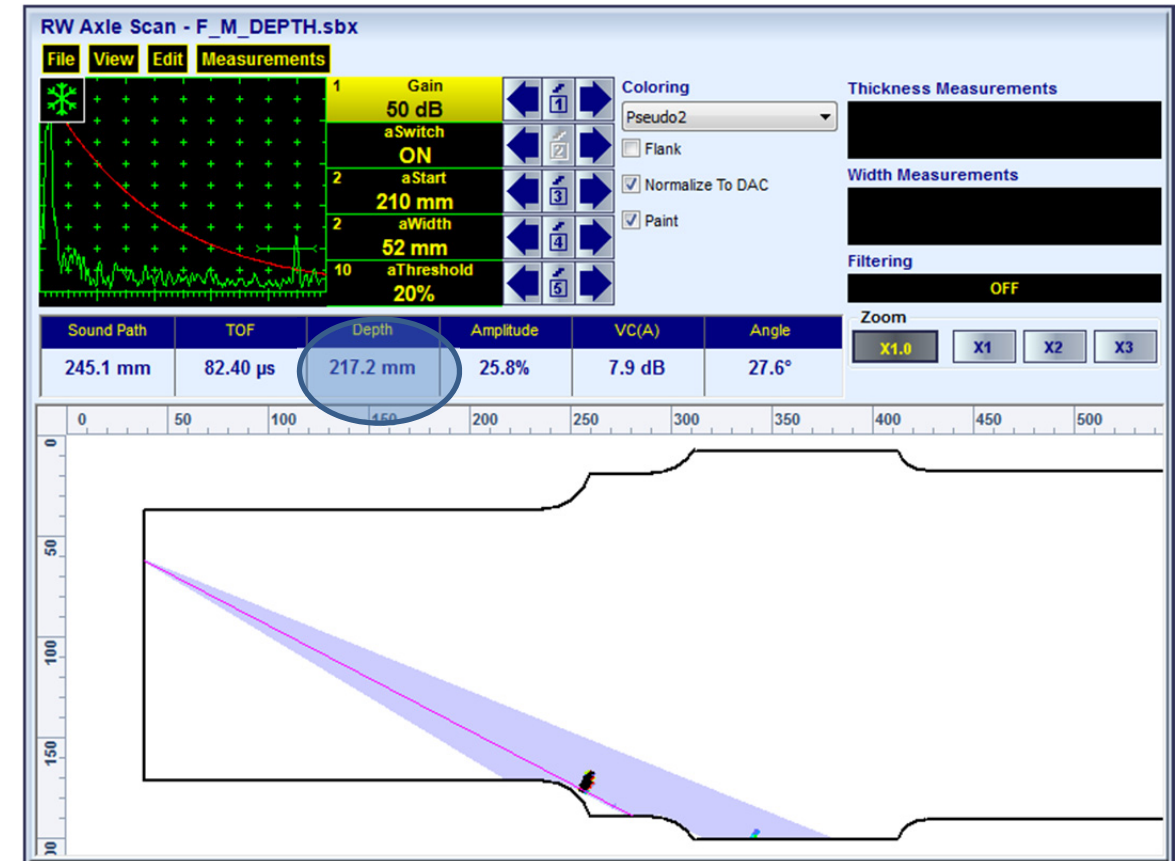 RW Axle Scan - F_M_DEPTH.sbx
File View Edit Measurements
1 Gain
50 dB
1
aSwitch
ON
2
2 aStart
210 mm
3
2 aWidth
52 mm
4
10 aThreshold
20%
5
Coloring
Pseudo2
Flank
Normalize To DAC
Paint
Thickness Measurements
Width Measurements
Filtering
OFF
Zoom
X1.0 X1 X2 X3
Sound Path TOF Depth Amplitude VC(A) Angle
245.1 mm 82.40 µs 217.2 mm 25.8% 7.9 dB 27.6°
0 50 100 150 200 250 300 350 400 450 500
0
50
100
150